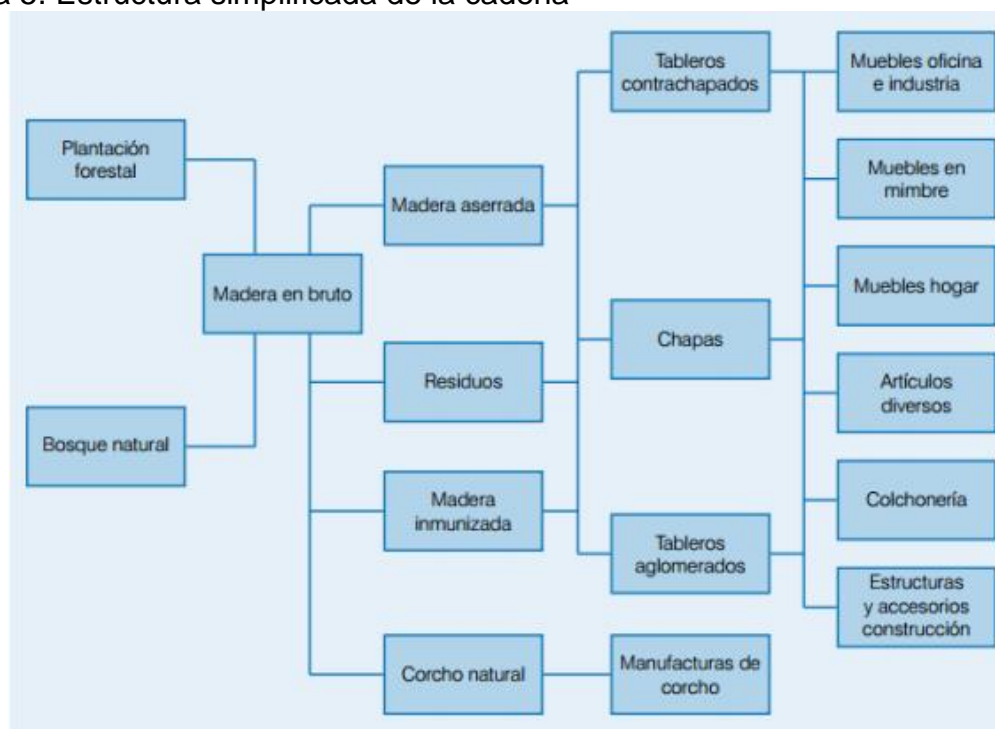 a 3. Estructura simplificada de la cadena
Plantación
forestal
Bosque natural
Madera en bruto
Madera aserrada
Residuos
Madera
inmunizada
Corcho natural
Tableros
contrachapados
Chapas
Tableros
aglomerados
Manufacturas de
corcho
Muebles oficina
e industria
Muebles en
mimbre
Muebles hogar
Artículos
diversos
Colchonería
Estructuras
y accesorios
construcción